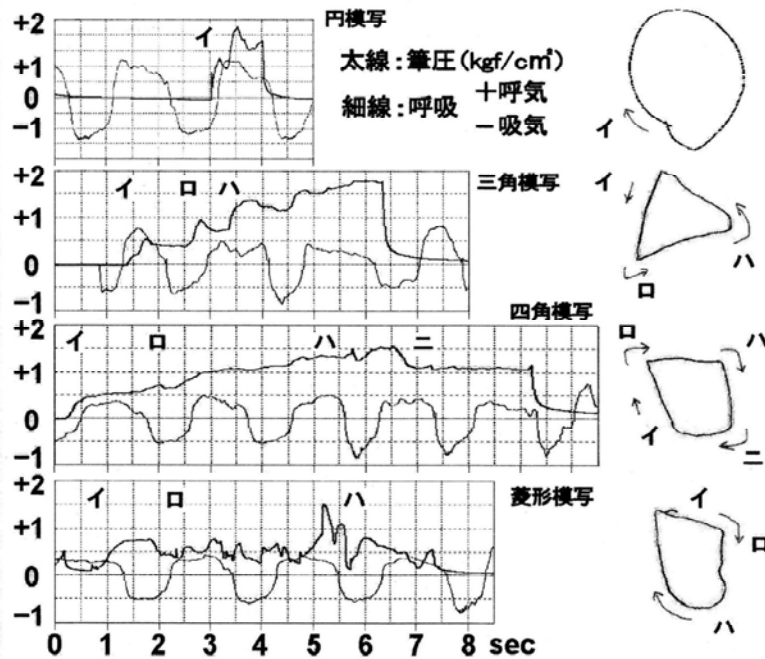 円模写
+2
+1
0
−1
イ
太線:筆圧(kgf/cm²)
細線:呼吸 +呼気
−吸気
イ
三角模写
+2
+1
0
−1
イ ロ ハ
イ
ロ
ハ
四角模写
+2
+1
0
−1
イ ロ ハ ニ
ロ
ハ
イ
ニ
菱形模写
+2
+1
0
−1
イ ロ ハ
イ
ロ
ハ
0 1 2 3 4 5 6 7 8 sec